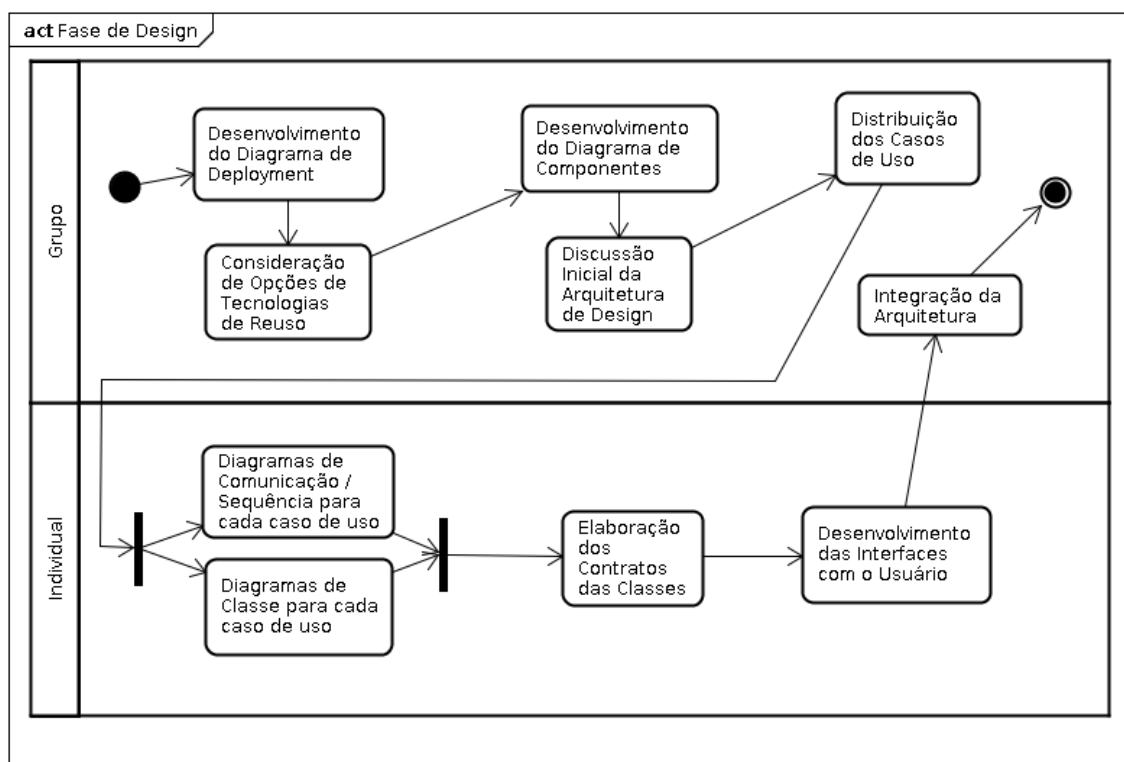 act Fase de Design
Grupo
Desenvolvimento
do Diagrama de
Deployment
Consideração
de Opções de
Tecnologias
de Reuso
Desenvolvimento
do Diagrama de
Componentes
Discussão
Inicial da
Arquitetura
de Design
Distribuição
dos Casos
de Uso
Integração da
Arquitetura
Individual
Diagramas de
Comunicação /
Sequência para
cada caso de uso
Diagramas de
Classe para cada
caso de uso
Elaboração
dos
Contratos
das Classes
Desenvolvimento
das Interfaces
com o Usuário